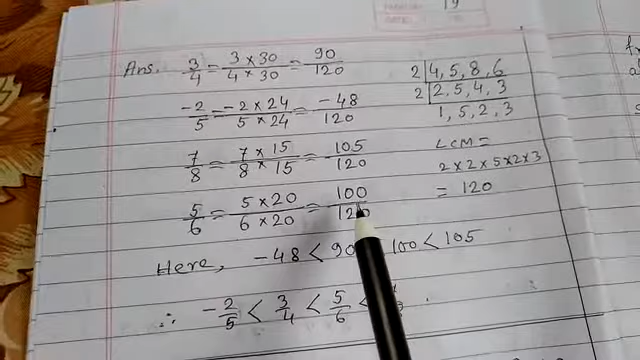 19
Ans. 3/4 = 3 × 30 / 4 × 30 = 90/120
-2/5 = -2 × 24 / 5 × 24 = -48/120
7/8 = 7 × 15 / 8 × 15 = 105/120
5/6 = 5 × 20 / 6 × 20 = 100/120
Here, -48 < 90 100 < 105
∴ -2/5 < 3/4 < 5/6 <
2 | 4, 5, 8, 6
2 | 2, 5, 4, 3
1, 5, 2, 3
LCM =
2 × 2 × 5 × 2 × 3
= 120